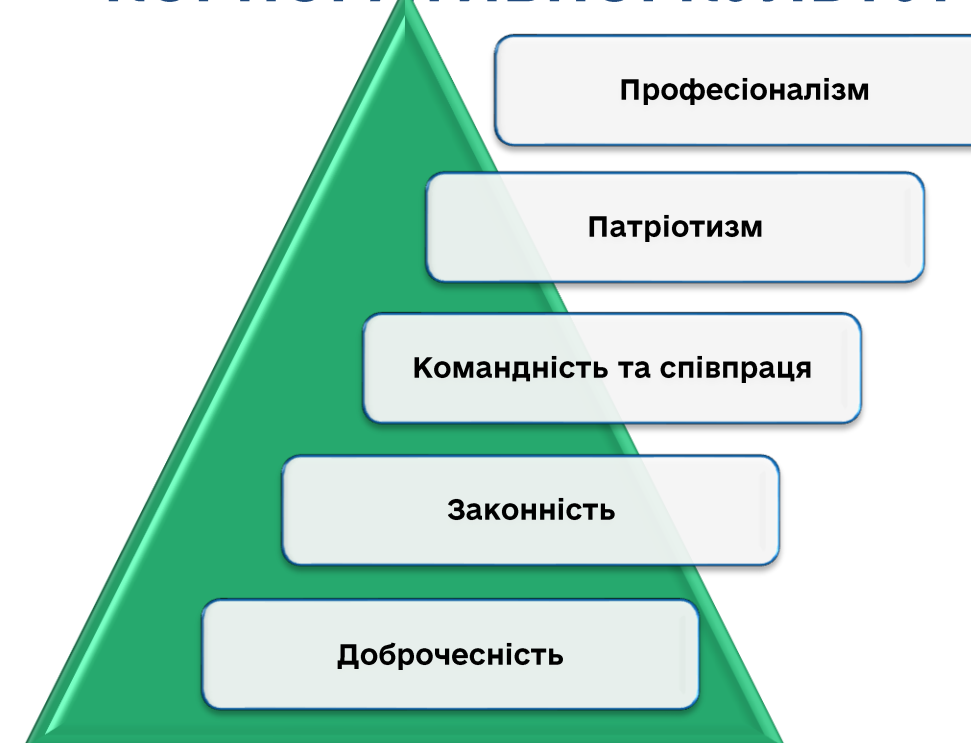 Професіоналізм
Патріотизм
Командність та співпраця
Законність
Доброчесність